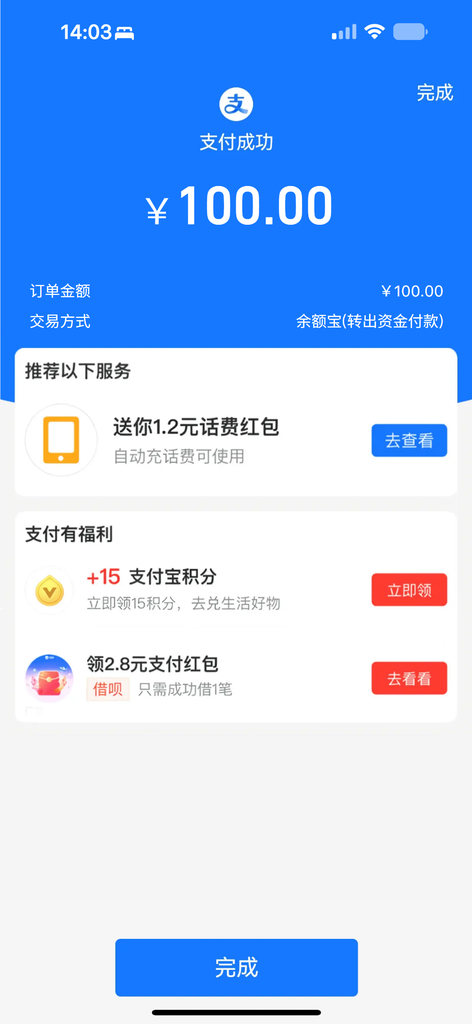 14:03
完成
支付成功
¥100.00
订单金额 ¥100.00
交易方式 余额宝(转出资金付款)
推荐以下服务
送你1.2元话费红包
自动充话费可使用
去查看
支付有福利
+15 支付宝积分
立即领15积分，去兑生活好物
立即领
领2.8元支付红包
借呗 只需成功借1笔
去看看
完成